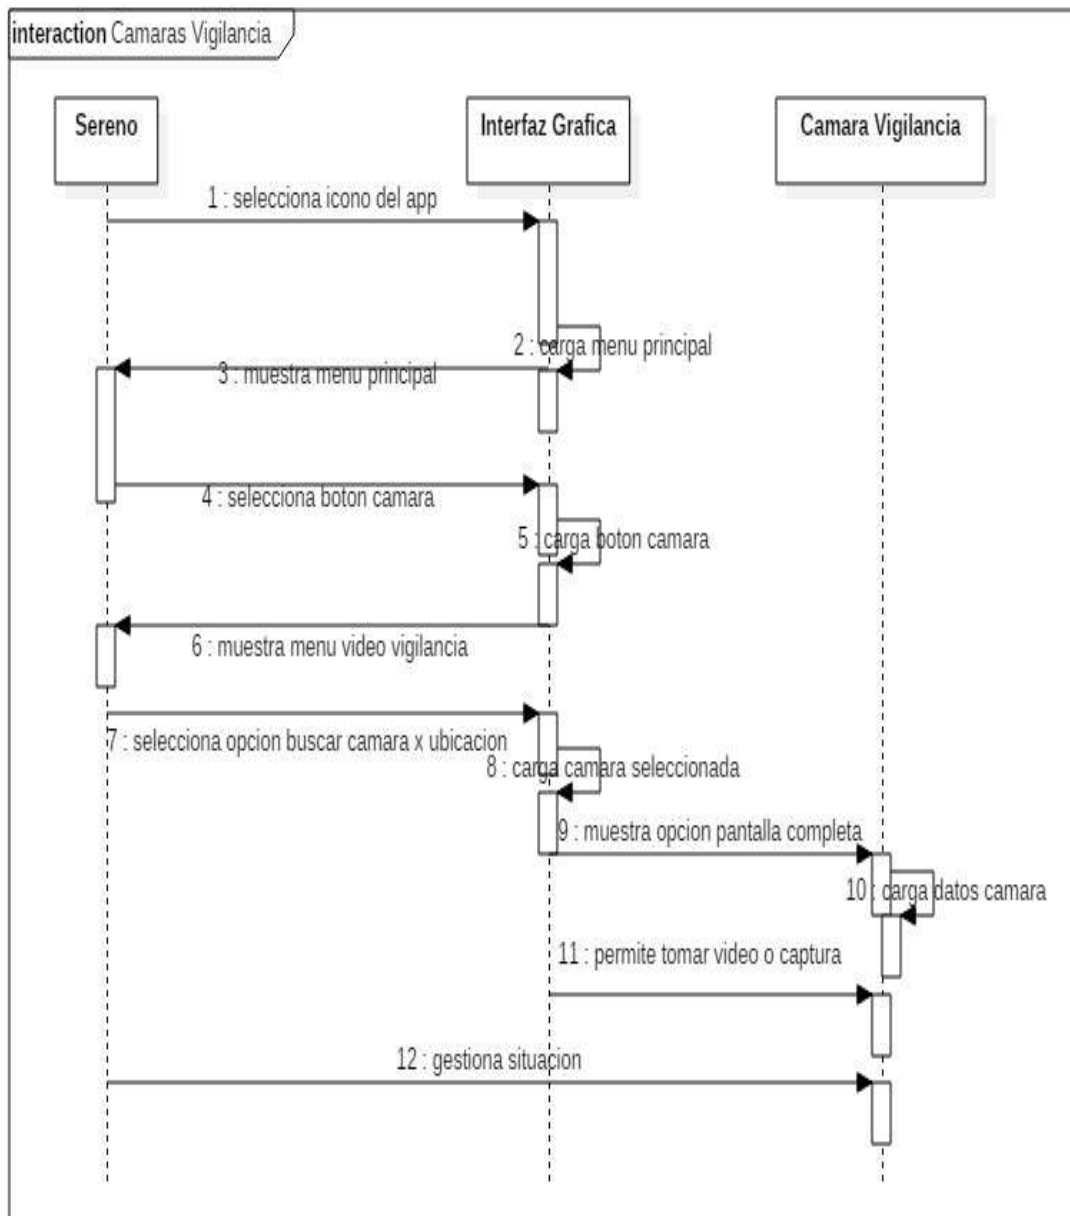 interaction Camaras Vigilancia
Sereno
Interfaz Grafica
Camara Vigilancia
1 : selecciona icono del app
2 : carga menu principal
3 : muestra menu principal
4 : selecciona boton camara
5 : carga boton camara
6 : muestra menu video vigilancia
7 : selecciona opcion buscar camara x ubicacion
8 : carga camara seleccionada
9 : muestra opcion pantalla completa
10 : carga datos camara
11 : permite tomar video o captura
12 : gestiona situacion